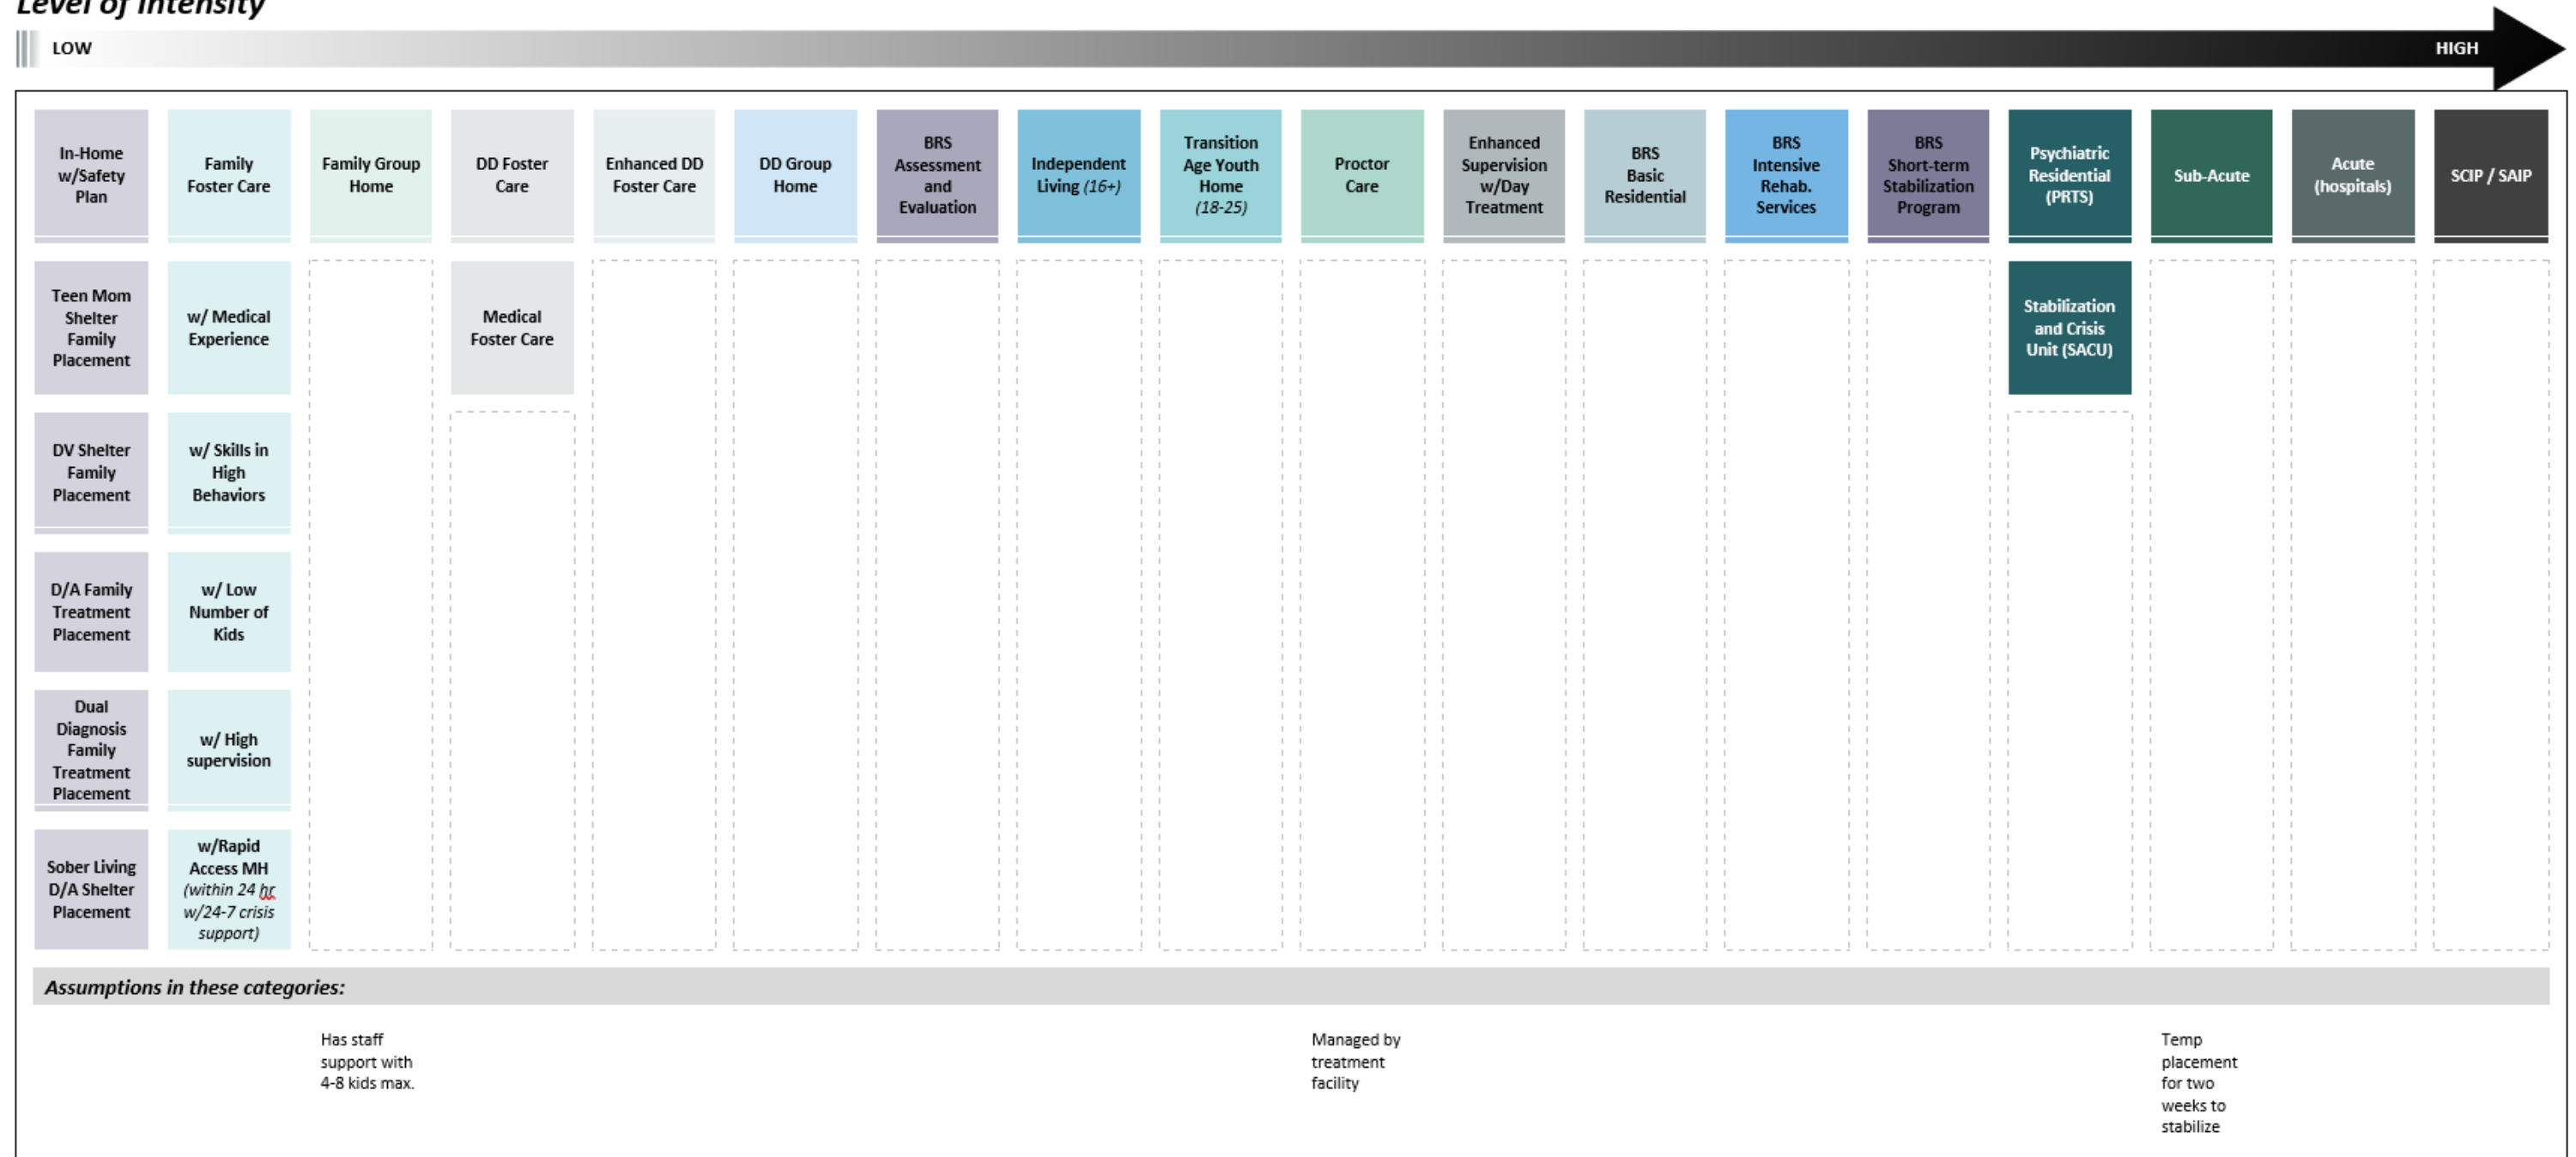 Level of Intensity
LOW
HIGH
In-Home
w/Safety
Plan
Family
Foster Care
Family Group
Home
DD Foster
Care
Enhanced DD
Foster Care
DD Group
Home
BRS
Assessment
and
Evaluation
Independent
Living (16+)
Transition
Age Youth
Home
(18-25)
Proctor
Care
Enhanced
Supervision
w/Day
Treatment
BRS
Basic
Residential
BRS
Intensive
Rehab.
Services
BRS
Short-term
Stabilization
Program
Psychiatric
Residential
(PRTS)
Sub-Acute
Acute
(hospitals)
SCIP / SAIP
Teen Mom
Shelter
Family
Placement
w/ Medical
Experience
Medical
Foster Care
Stabilization
and Crisis
Unit (SACU)
DV Shelter
Family
Placement
w/ Skills in
High
Behaviors
D/A Family
Treatment
Placement
w/ Low
Number of
Kids
Dual
Diagnosis
Family
Treatment
Placement
w/ High
supervision
Sober Living
D/A Shelter
Placement
w/Rapid
Access MH
(within 24 hr
w/24-7 crisis
support)
Assumptions in these categories:
Has staff
support with
4-8 kids max.
Managed by
treatment
facility
Temp
placement
for two
weeks to
stabilize